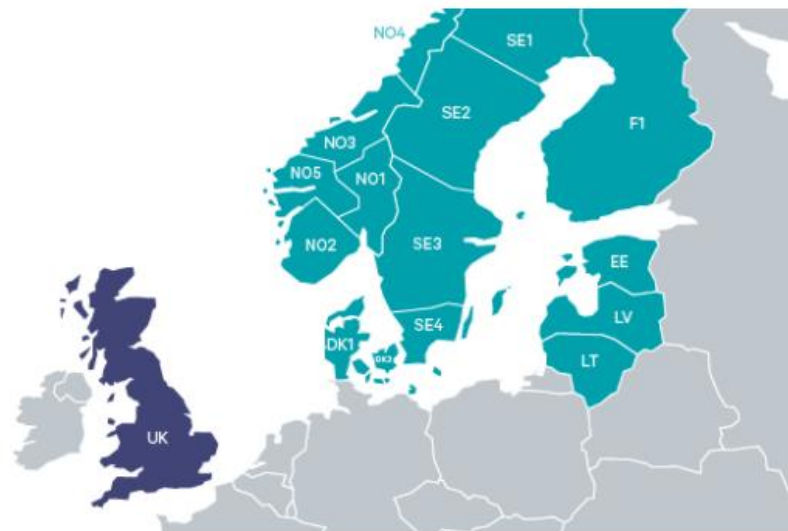 NO4
SE1
SE2
F1
NO3
NO5
NO1
NO2
SE3
EE
SE4
LV
DK1
DK2
LT
UK